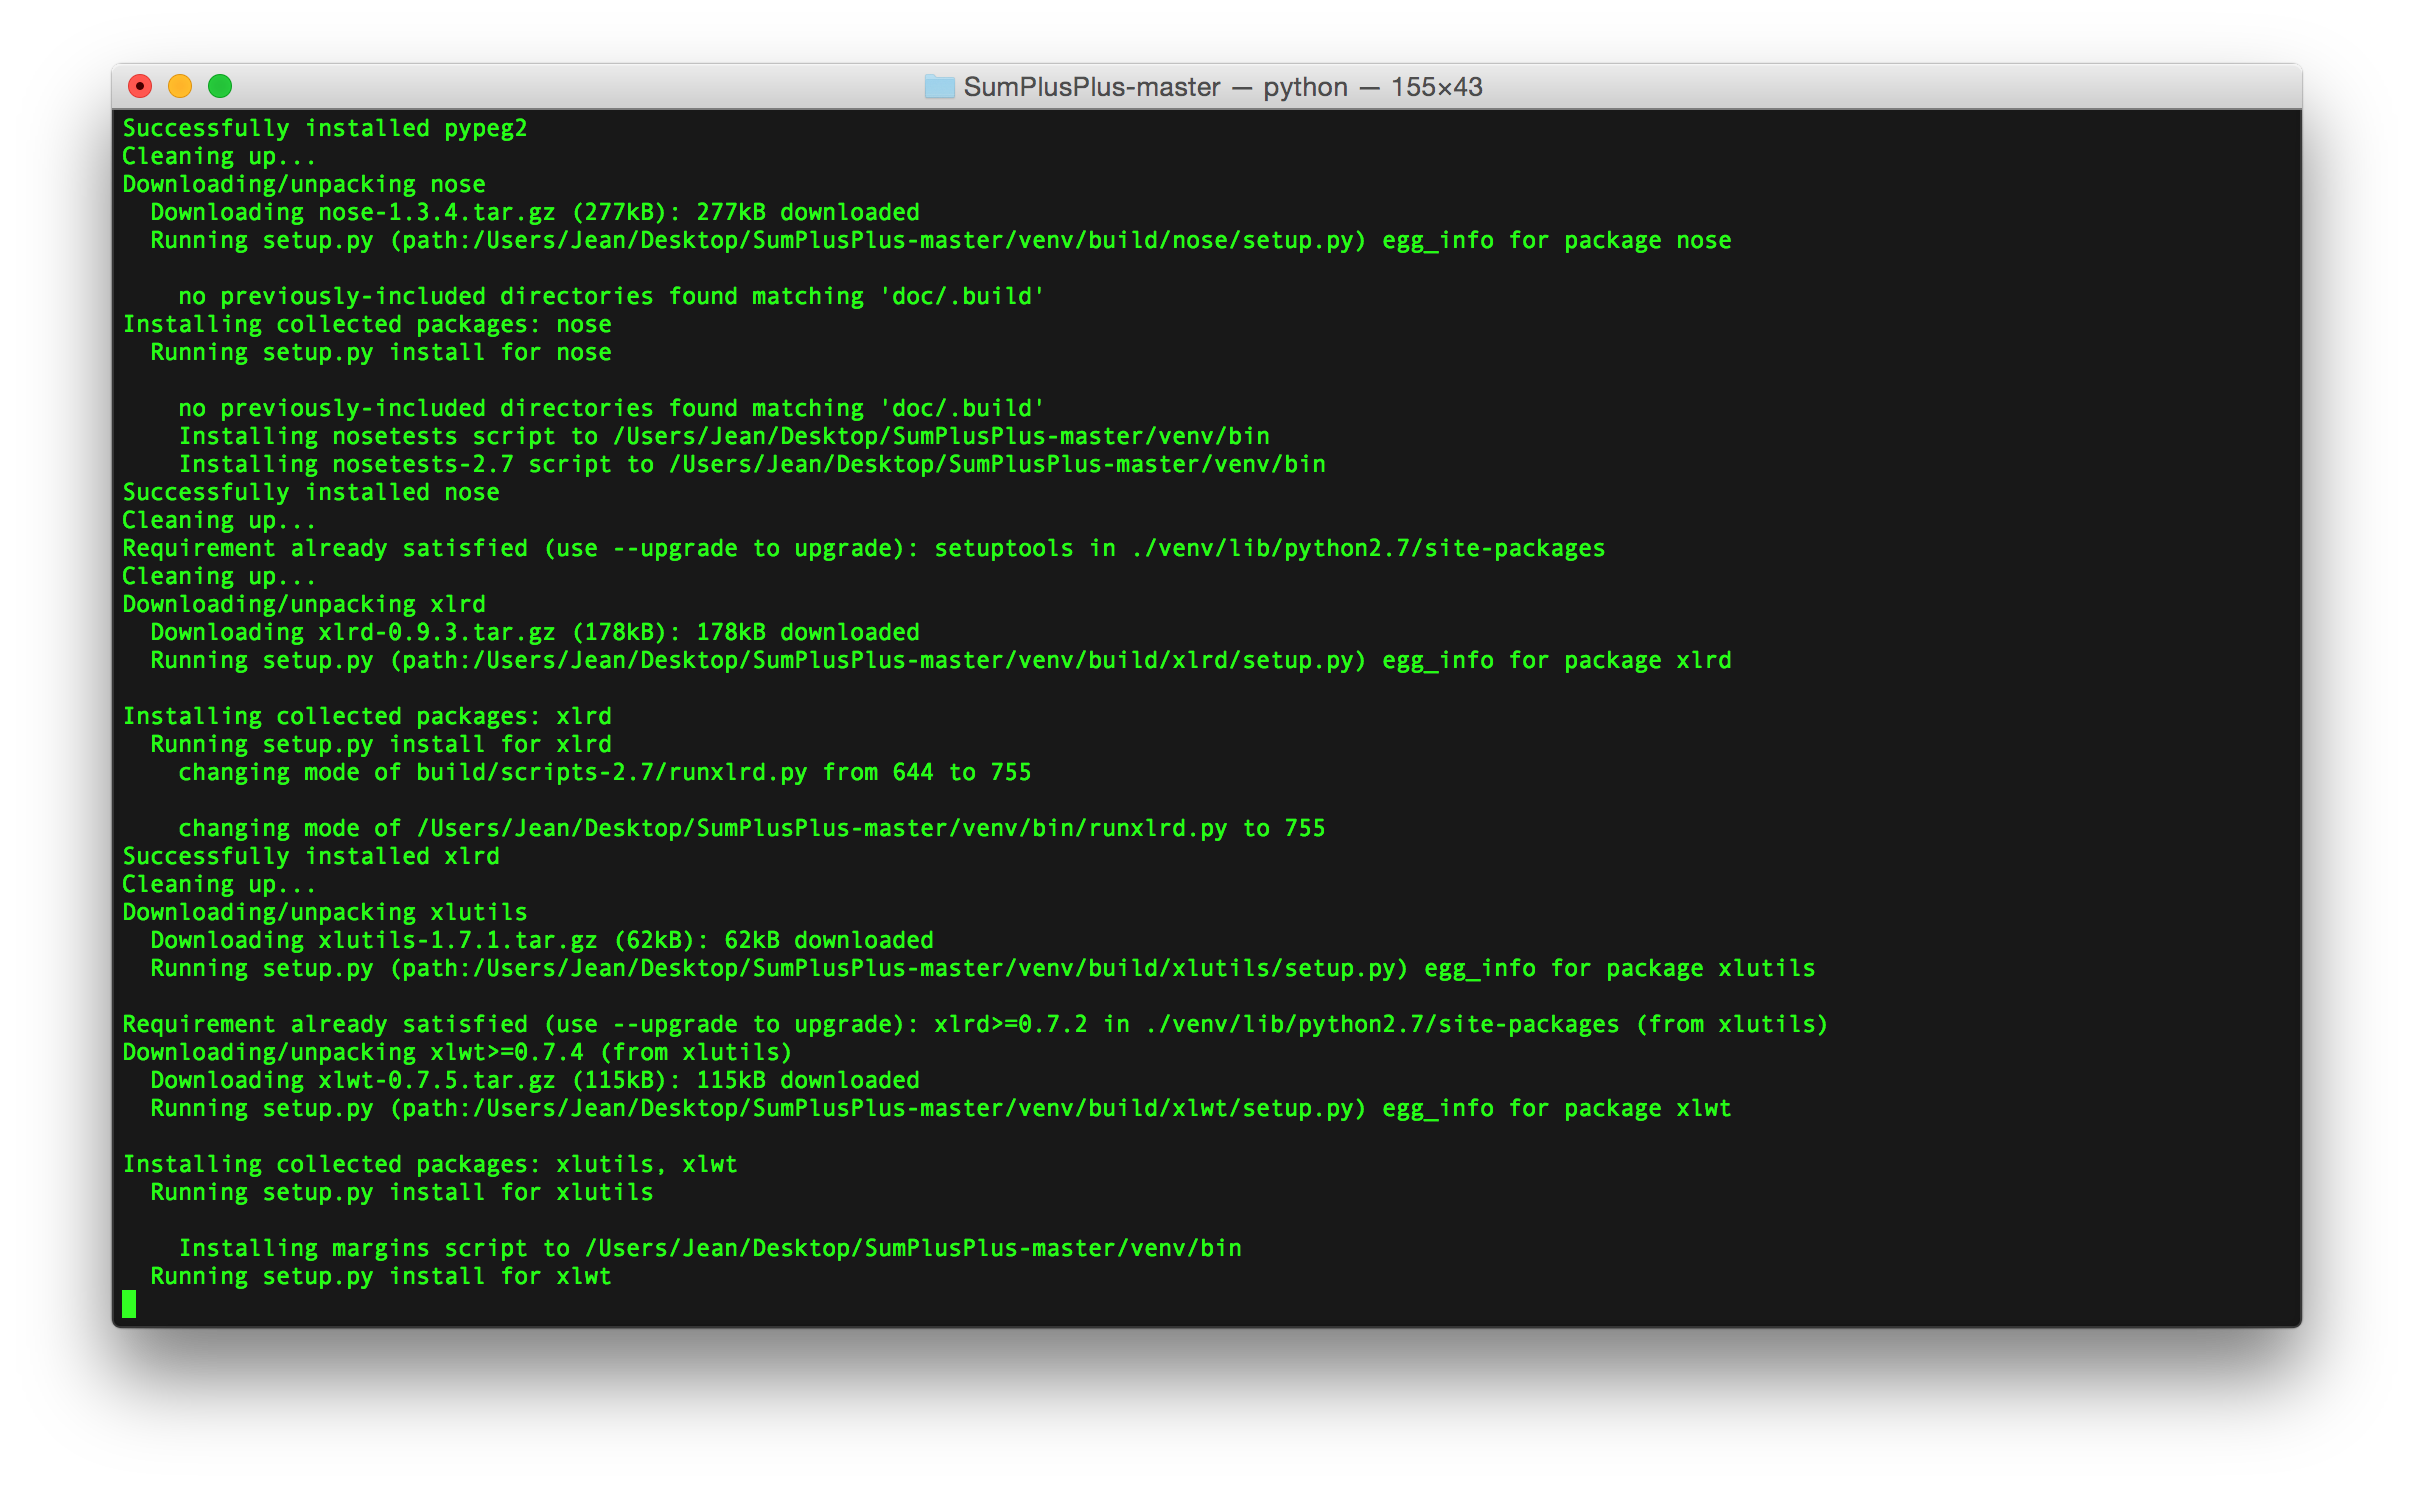 SumPlusPlus-master — python — 155×43
Successfully installed pypeg2
Cleaning up...
Downloading/unpacking nose
  Downloading nose-1.3.4.tar.gz (277kB): 277kB downloaded
  Running setup.py (path:/Users/Jean/Desktop/SumPlusPlus-master/venv/build/nose/setup.py) egg_info for package nose

    no previously-included directories found matching 'doc/.build'
Installing collected packages: nose
  Running setup.py install for nose

    no previously-included directories found matching 'doc/.build'
    Installing nosetests script to /Users/Jean/Desktop/SumPlusPlus-master/venv/bin
    Installing nosetests-2.7 script to /Users/Jean/Desktop/SumPlusPlus-master/venv/bin
Successfully installed nose
Cleaning up...
Requirement already satisfied (use --upgrade to upgrade): setuptools in ./venv/lib/python2.7/site-packages
Cleaning up...
Downloading/unpacking xlrd
  Downloading xlrd-0.9.3.tar.gz (178kB): 178kB downloaded
  Running setup.py (path:/Users/Jean/Desktop/SumPlusPlus-master/venv/build/xlrd/setup.py) egg_info for package xlrd

Installing collected packages: xlrd
  Running setup.py install for xlrd
    changing mode of build/scripts-2.7/runxlrd.py from 644 to 755

    changing mode of /Users/Jean/Desktop/SumPlusPlus-master/venv/bin/runxlrd.py to 755
Successfully installed xlrd
Cleaning up...
Downloading/unpacking xlutils
  Downloading xlutils-1.7.1.tar.gz (62kB): 62kB downloaded
  Running setup.py (path:/Users/Jean/Desktop/SumPlusPlus-master/venv/build/xlutils/setup.py) egg_info for package xlutils

Requirement already satisfied (use --upgrade to upgrade): xlrd>=0.7.2 in ./venv/lib/python2.7/site-packages (from xlutils)
Downloading/unpacking xlwt>=0.7.4 (from xlutils)
  Downloading xlwt-0.7.5.tar.gz (115kB): 115kB downloaded
  Running setup.py (path:/Users/Jean/Desktop/SumPlusPlus-master/venv/build/xlwt/setup.py) egg_info for package xlwt

Installing collected packages: xlutils, xlwt
  Running setup.py install for xlutils

    Installing margins script to /Users/Jean/Desktop/SumPlusPlus-master/venv/bin
  Running setup.py install for xlwt